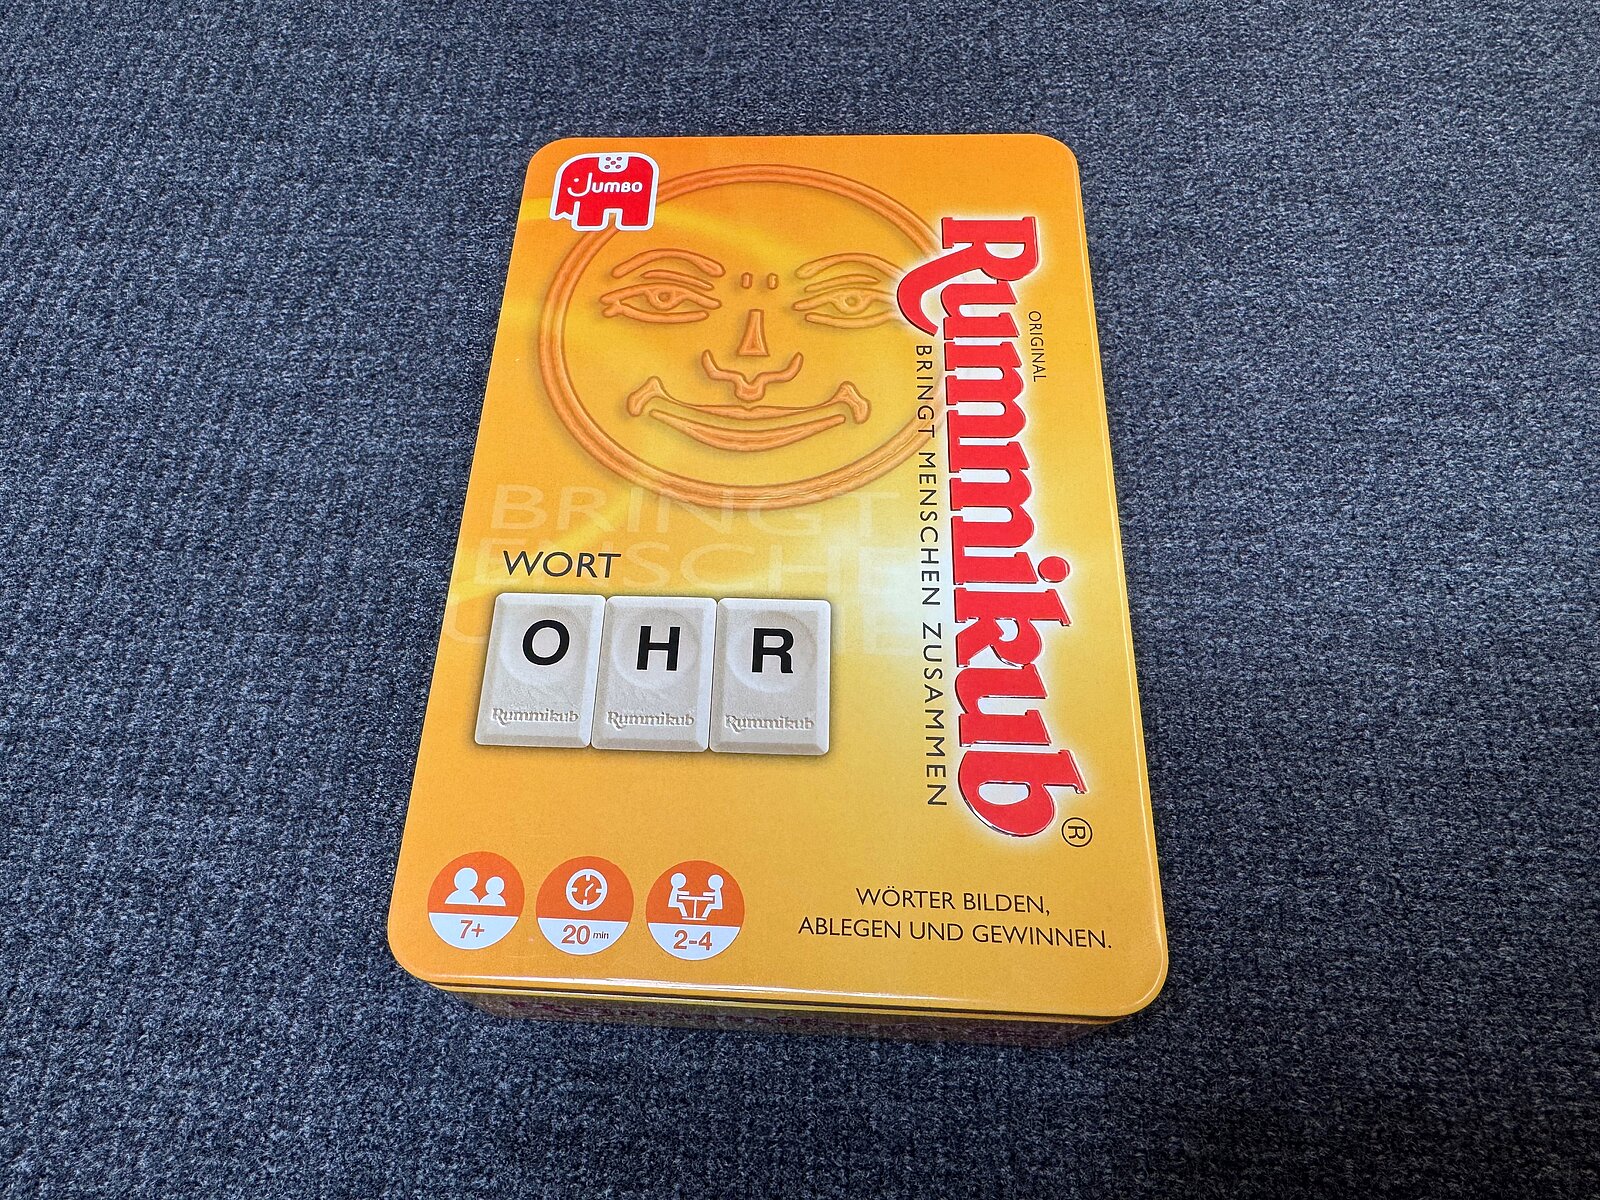 JUMBO
ORIGINAL
Rummikub®
BRINGT MENSCHEN ZUSAMMEN
BRINGT
WORT
O H R
Rummikub Rummikub Rummikub
7+
20 min
2-4
WÖRTER BILDEN,
ABLEGEN UND GEWINNEN.